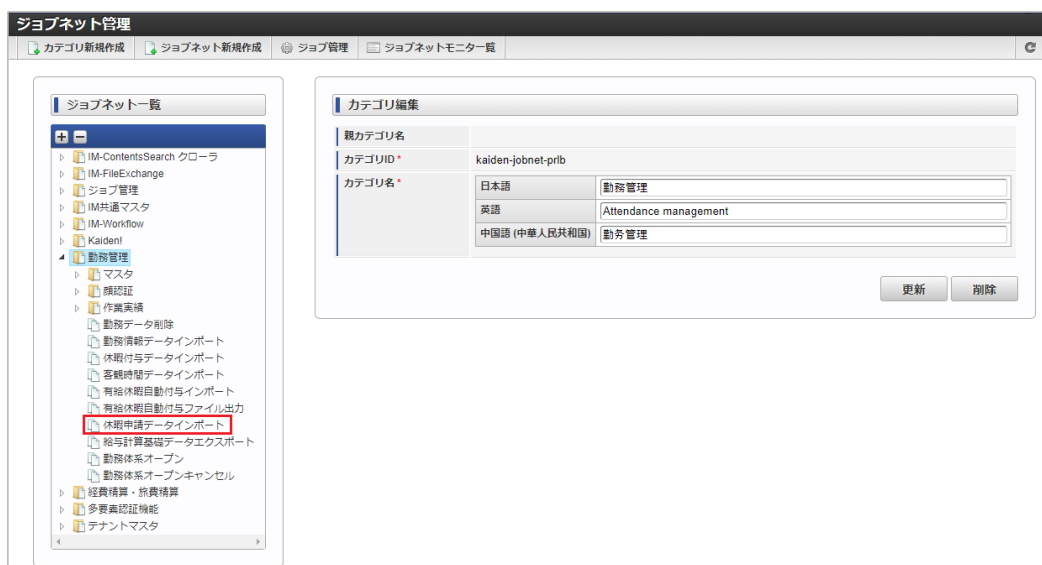 ジョブネット管理
カテゴリ新規作成 ジョブネット新規作成 ジョブ管理 ジョブネットモニタ一覧
ジョブネット一覧
IM-ContentsSearch クローラ
IM-FileExchange
ジョブ管理
IM共通マスタ
IM-Workflow
Kaiden!
勤務管理
マスタ
顔認証
作業実績
勤務データ削除
勤務情報データインポート
休暇付与データインポート
客観時間データインポート
有給休暇自動付与インポート
有給休暇自動付与ファイル出力
休暇申請データインポート
給与計算基礎データエクスポート
勤務体系オープン
勤務体系オープンキャンセル
経費精算・旅費精算
多要素認証機能
テナントマスタ
カテゴリ編集
親カテゴリ名
カテゴリID * kaiden-jobnet-prlb
カテゴリ名 * 日本語 勤務管理
英語 Attendance management
中国語 (中華人民共和国) 勤务管理
更新 削除